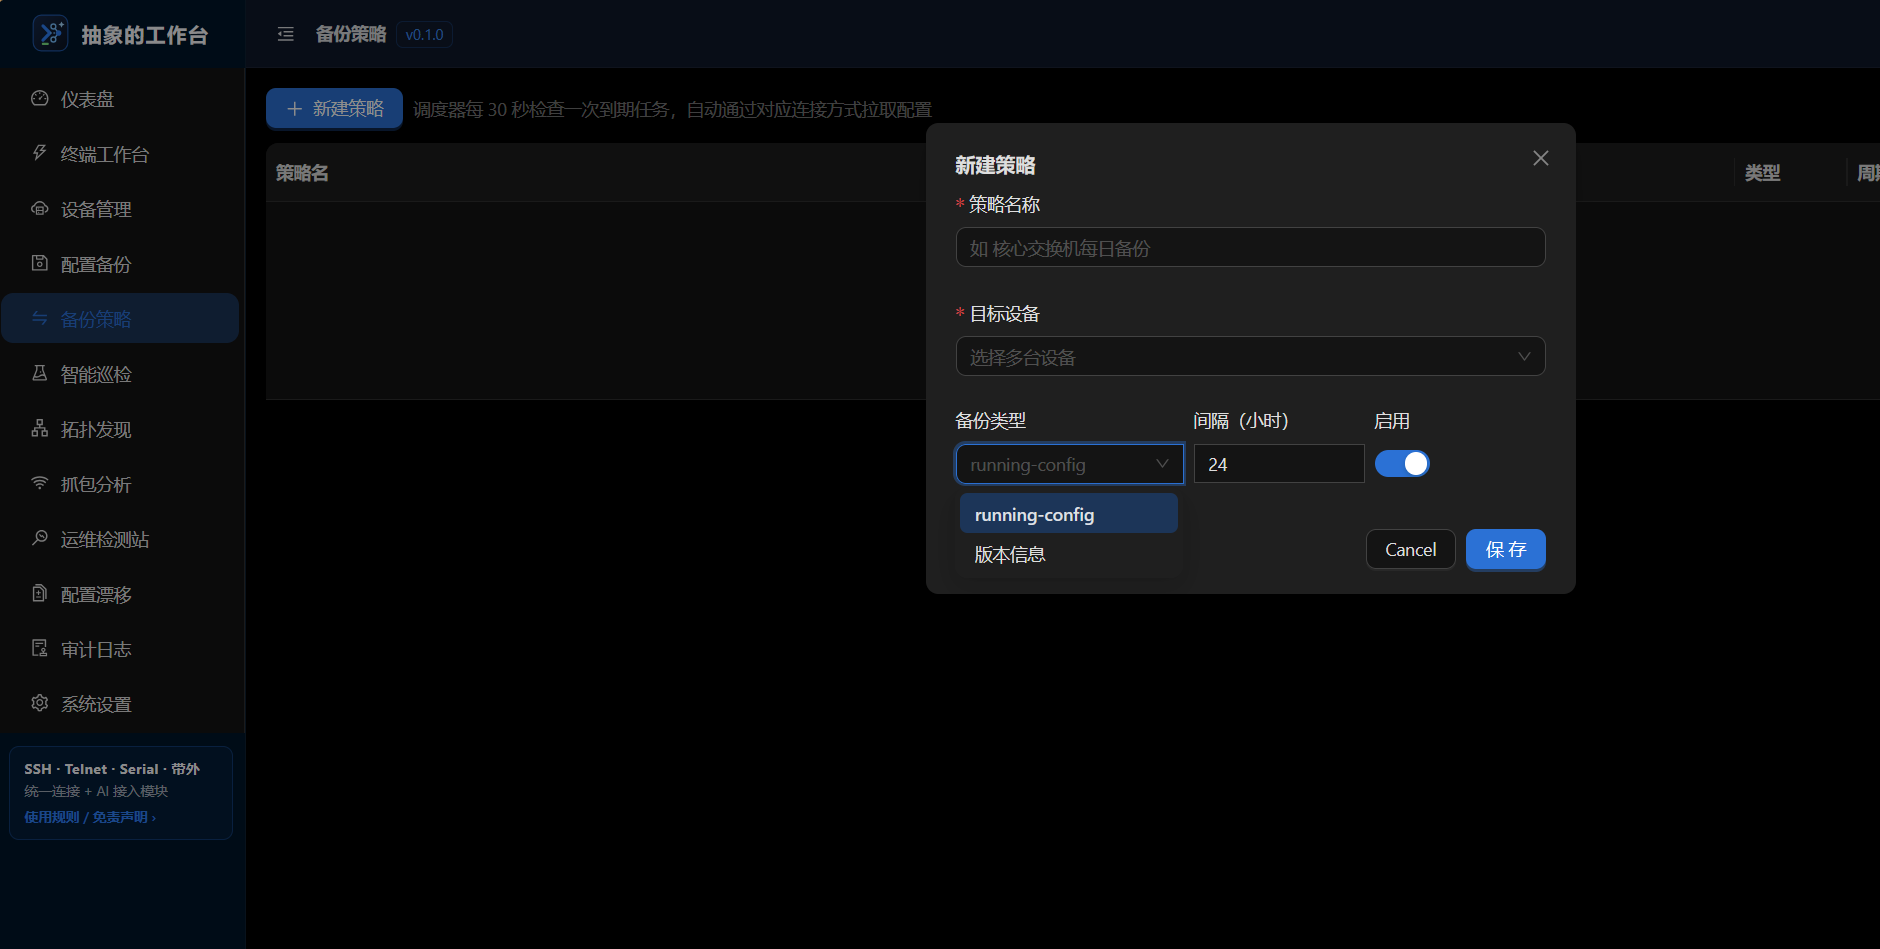 抽象的工作台
备份策略 v0.1.0
仪表盘
终端工作台
设备管理
配置备份
备份策略
智能巡检
拓扑发现
抓包分析
运维检测站
配置漂移
审计日志
系统设置
SSH · Telnet · Serial · 带外
统一连接 + AI 接入模块
使用规则 / 免责声明 ›
新建策略 调度器每 30 秒检查一次到期任务，自动通过对应连接方式拉取配置
策略名 类型
新建策略
* 策略名称
如 核心交换机每日备份
* 目标设备
选择多台设备
备份类型 间隔（小时） 启用
running-config 24
running-config
版本信息
Cancel 保 存